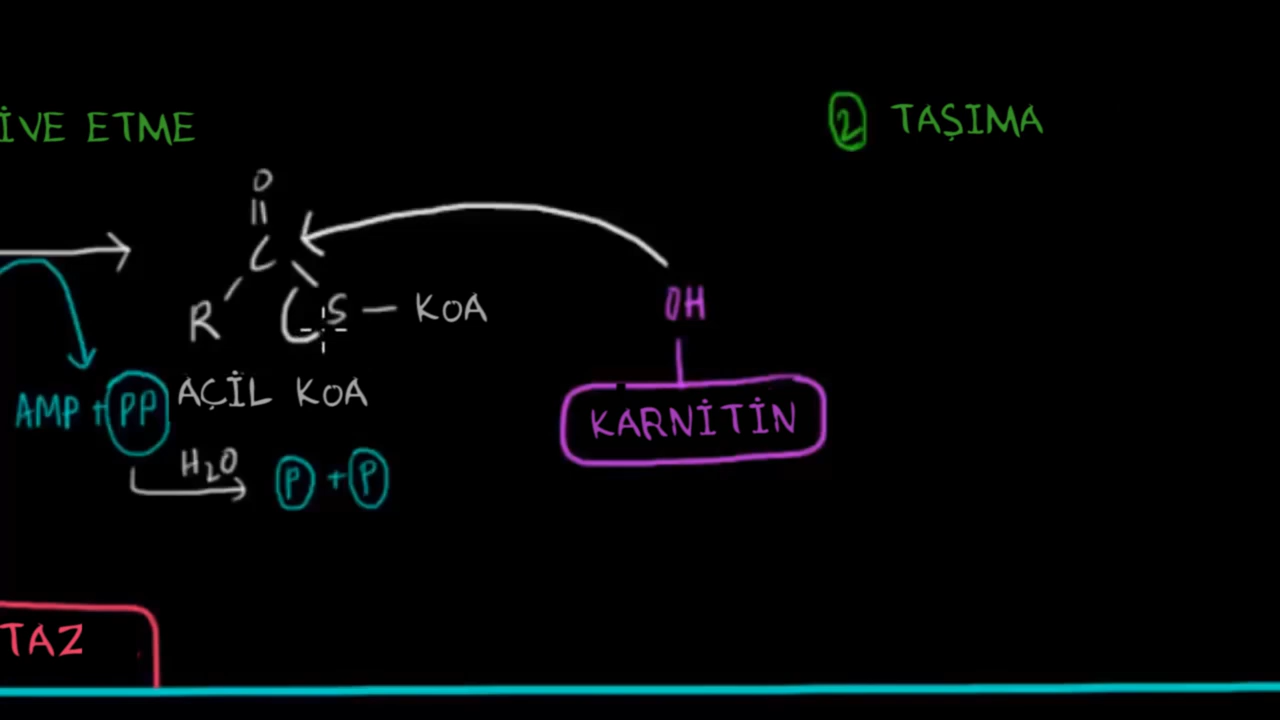 İVE ETME
2 TAŞIMA
O
C
R S — KOA
OH
AÇİL KOA
AMP + PP
KARNİTİN
H2O
P + P
TAZ